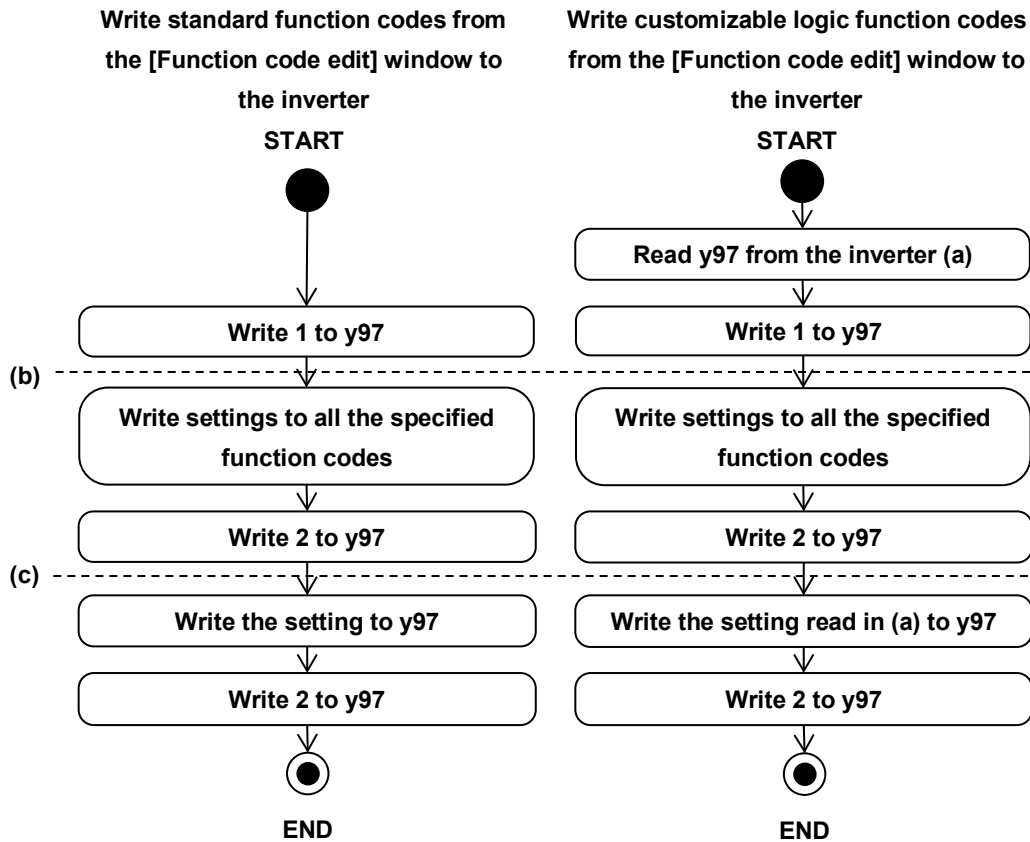 Write standard function codes from
the [Function code edit] window to
the inverter
START
Write 1 to y97
Write settings to all the specified
function codes
Write 2 to y97
Write the setting to y97
Write 2 to y97
END
Write customizable logic function codes
from the [Function code edit] window to
the inverter
START
Read y97 from the inverter (a)
Write 1 to y97
Write settings to all the specified
function codes
Write 2 to y97
Write the setting read in (a) to y97
Write 2 to y97
END
(b)
(c)